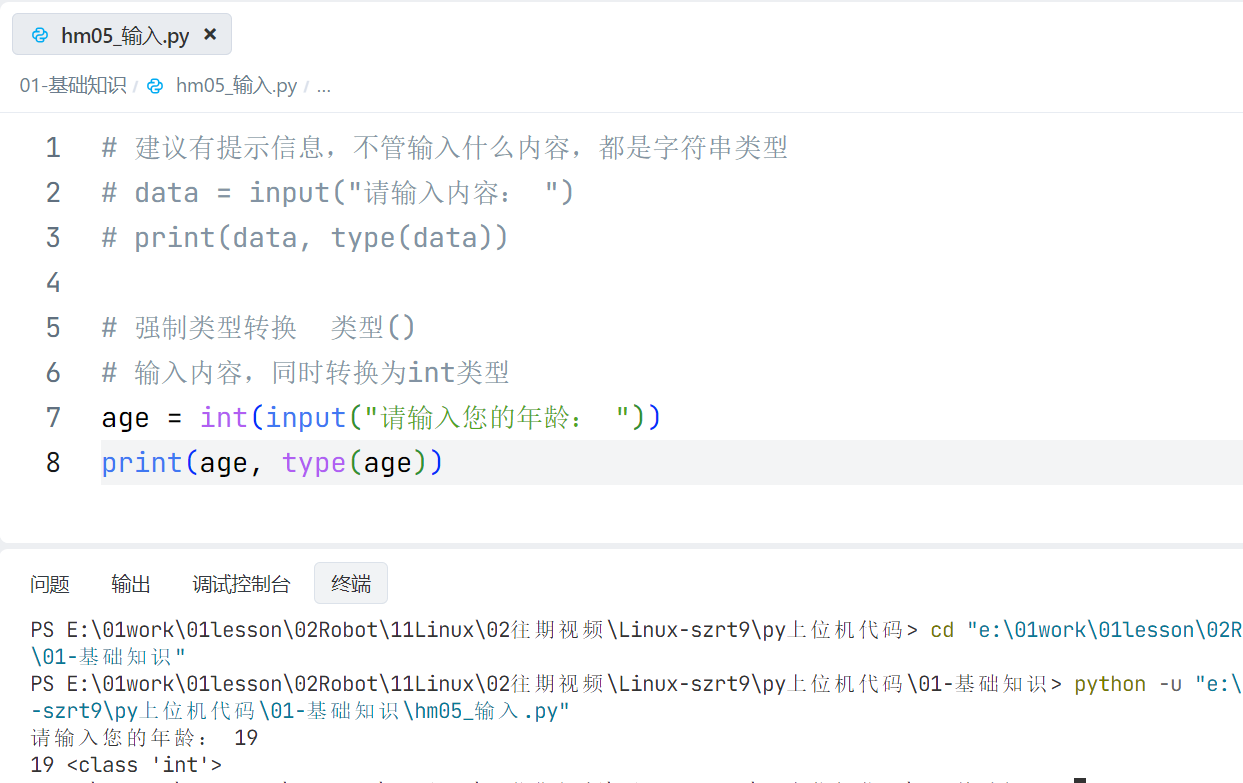 hm05_输入.py ×
01-基础知识 / hm05_输入.py / ...
1 # 建议有提示信息，不管输入什么内容，都是字符串类型
2 # data = input("请输入内容： ")
3 # print(data, type(data))
4
5 # 强制类型转换  类型()
6 # 输入内容，同时转换为int类型
7 age = int(input("请输入您的年龄： "))
8 print(age, type(age))
问题 输出 调试控制台 终端
PS E:\01work\01lesson\02Robot\11Linux\02往期视频\Linux-szrt9\py上位机代码> cd "e:\01work\01lesson\02R
\01-基础知识"
PS E:\01work\01lesson\02Robot\11Linux\02往期视频\Linux-szrt9\py上位机代码\01-基础知识> python -u "e:\
-szrt9\py上位机代码\01-基础知识\hm05_输入.py"
请输入您的年龄： 19
19 <class 'int'>